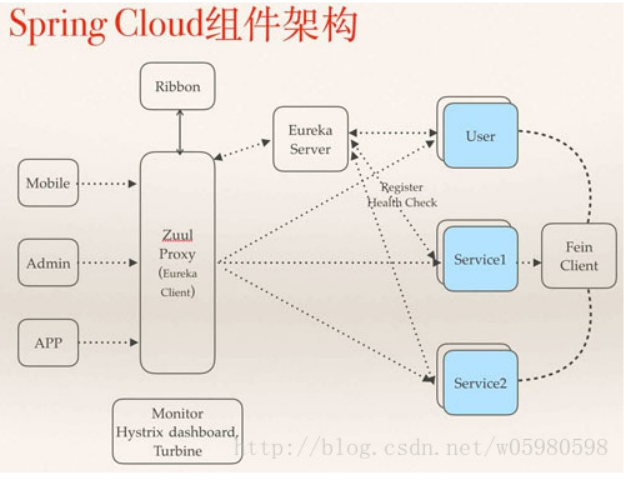 Spring Cloud组件架构
Ribbon
Eureka
Server
User
Mobile
Register
Health Check
Zuul
Proxy
(Eureka
Client)
Admin
Service1
Fein
Client
APP
Service2
Monitor
Hystrix dashboard,
Turbine
http://blog.csdn.net/w05980598